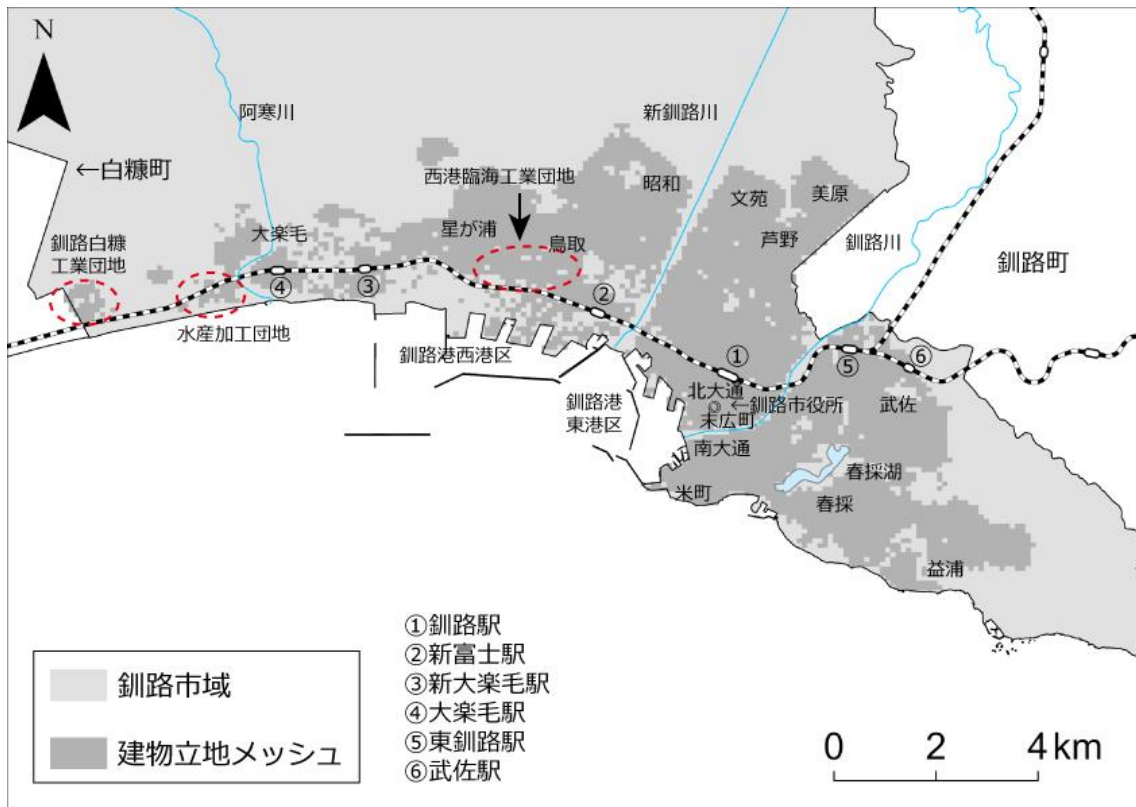 N
阿寒川
新釧路川
←白糠町
西港臨海工業団地
昭和
文苑
美原
釧路白糠
工業団地
大楽毛
星が浦
鳥取
芦野
釧路川
釧路町
④
③
②
水産加工団地
釧路港西港区
①
⑤
⑥
釧路港
東港区
北大通
←釧路市役所
末広町
武佐
南大通
米町
春採湖
春採
益浦
①釧路駅
②新富士駅
③新大楽毛駅
④大楽毛駅
⑤東釧路駅
⑥武佐駅
釧路市域
建物立地メッシュ
0 2 4 km